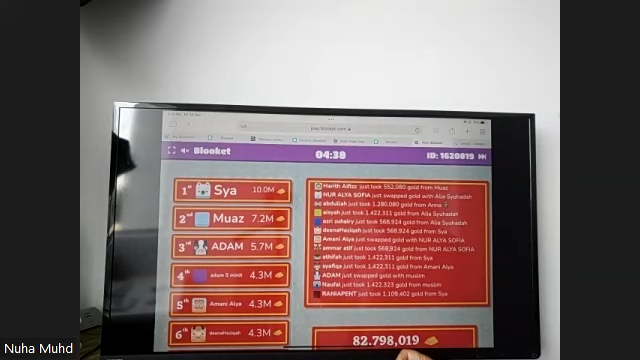 play.blooket.com
Blooket
04:30
ID: 1620819
1st Sya 10.0M
2nd Muaz 7.2M
3rd ADAM 5.7M
4th adam 5 minit 4.3M
5th Amani Alya 4.3M
6th deenaHaziqah 4.3M
Harith Aiftzz just took 552,080 gold from Muaz
NUR ALYA SOFIA just swapped with Alia Syuhadah
abdullah just took 1,280,080 gold from Anna
aisyah just took 1,422,311 gold from Alia Syuhadah
azri zuhairy just took 568,924 gold from Alia Syuhadah
deenaHaziqah just took 568,924 gold from Sya
Amani Alya just swapped with NUR ALYA SOFIA
ammar atif just took 568,924 gold from NUR ALYA SOFIA
athifah just took 1,422,311 gold from Sya
syafiqa just took 1,422,311 gold from Amani Alya
ADAM just swapped with muslim
Naufal just took 1,422,323 gold from muslim
RAHIAPENT just took 1,109,402 gold from Sya
82,798,019
Nuha Muhd